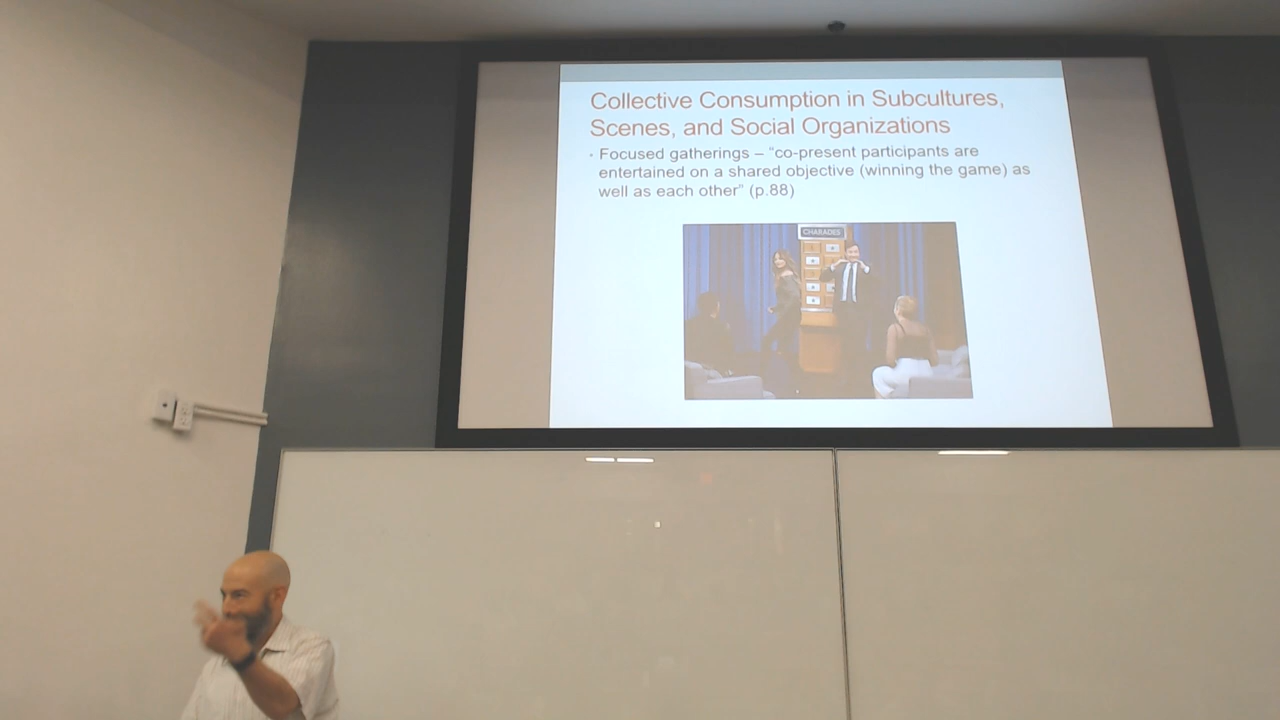 Collective Consumption in Subcultures,
Scenes, and Social Organizations
• Focused gatherings – “co-present participants are
entertained on a shared objective (winning the game) as
well as each other” (p.88)
CHARADES